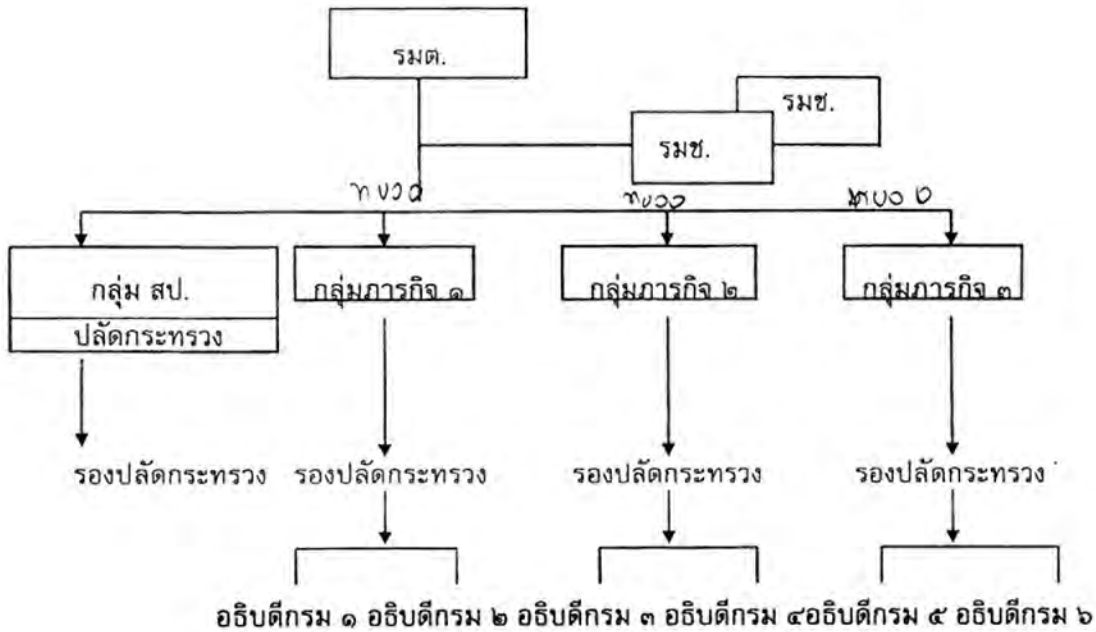 รมต.
รมช.
รมช.
กลุ่ม สป.
ปลัดกระทรวง
กลุ่มภารกิจ ๑
กลุ่มภารกิจ ๒
กลุ่มภารกิจ ๓
รองปลัดกระทรวง รองปลัดกระทรวง รองปลัดกระทรวง รองปลัดกระทรวง
อธิบดีกรม ๑ อธิบดีกรม ๒ อธิบดีกรม ๓ อธิบดีกรม ๔อธิบดีกรม ๕ อธิบดีกรม ๖